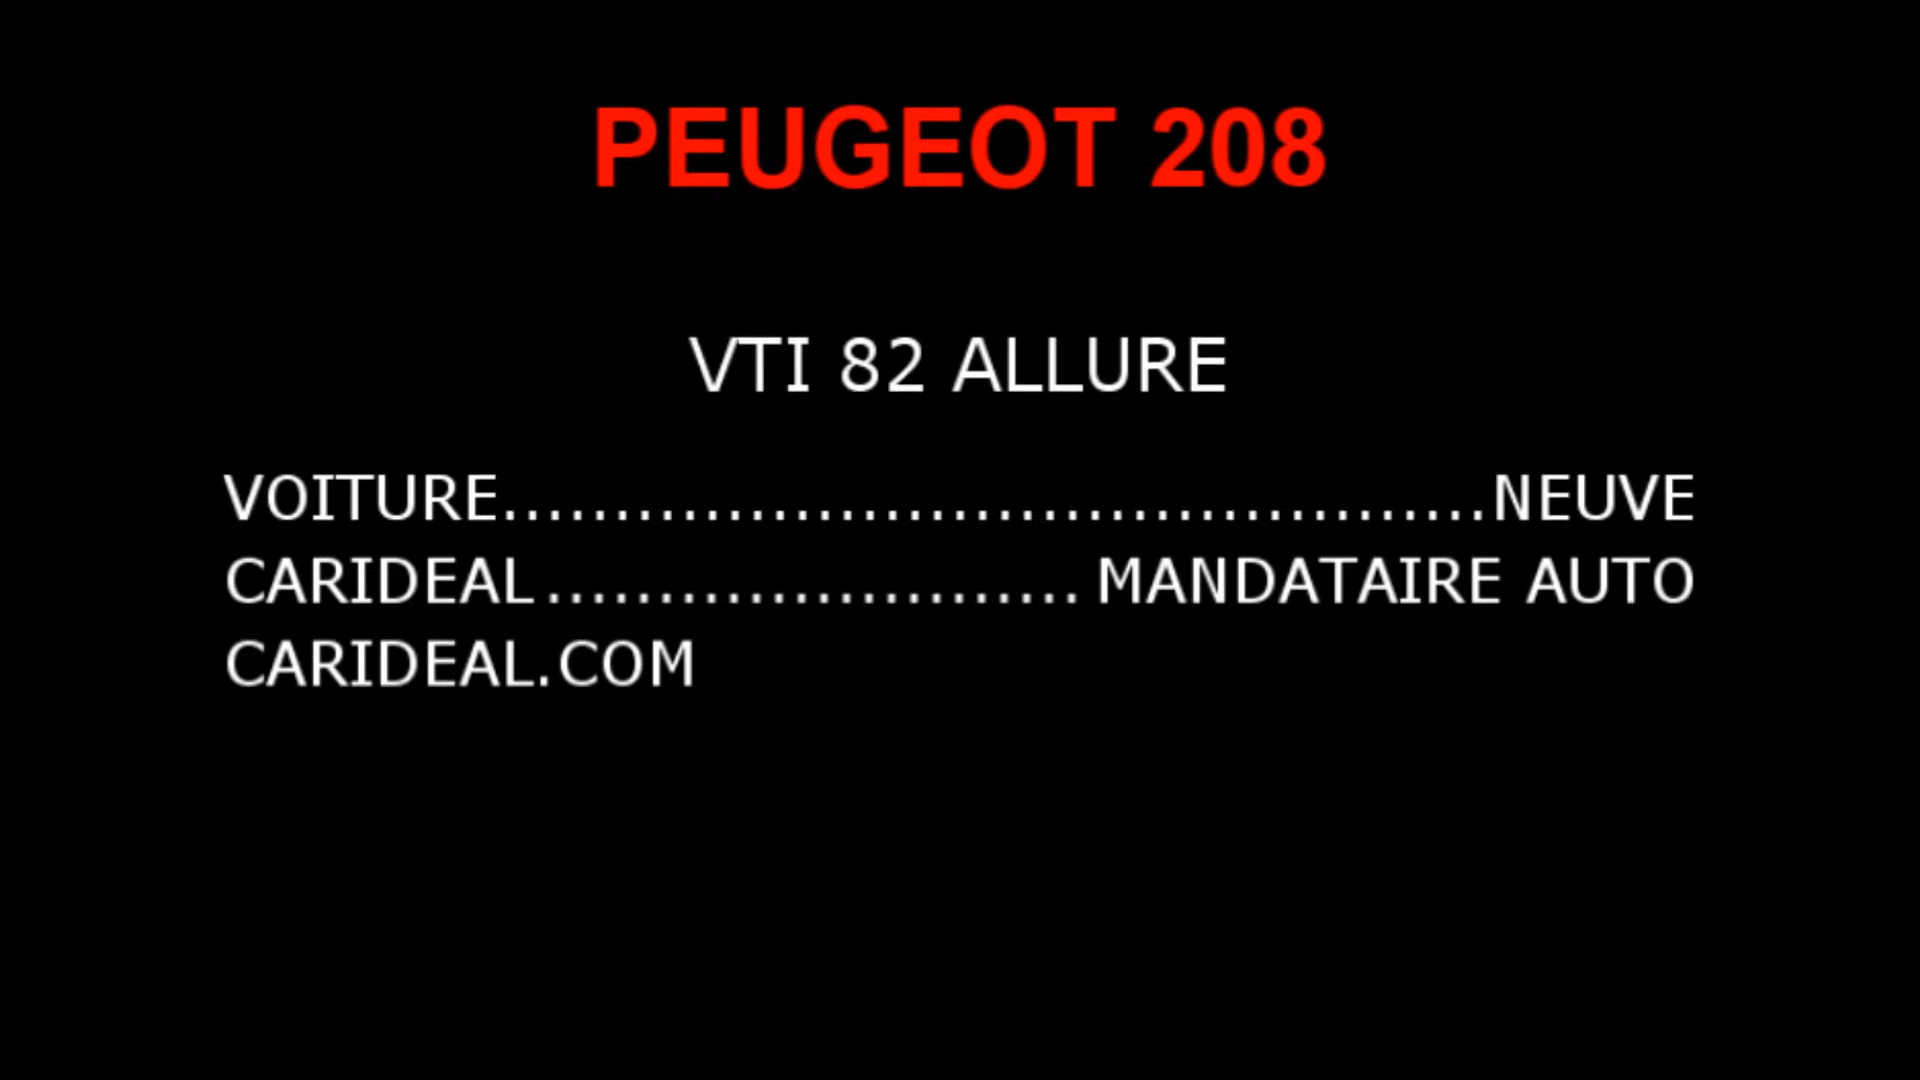 PEUGEOT 208
VTI 82 ALLURE
VOITURE............................................NEUVE
CARIDEAL........................ MANDATAIRE AUTO
CARIDEAL.COM